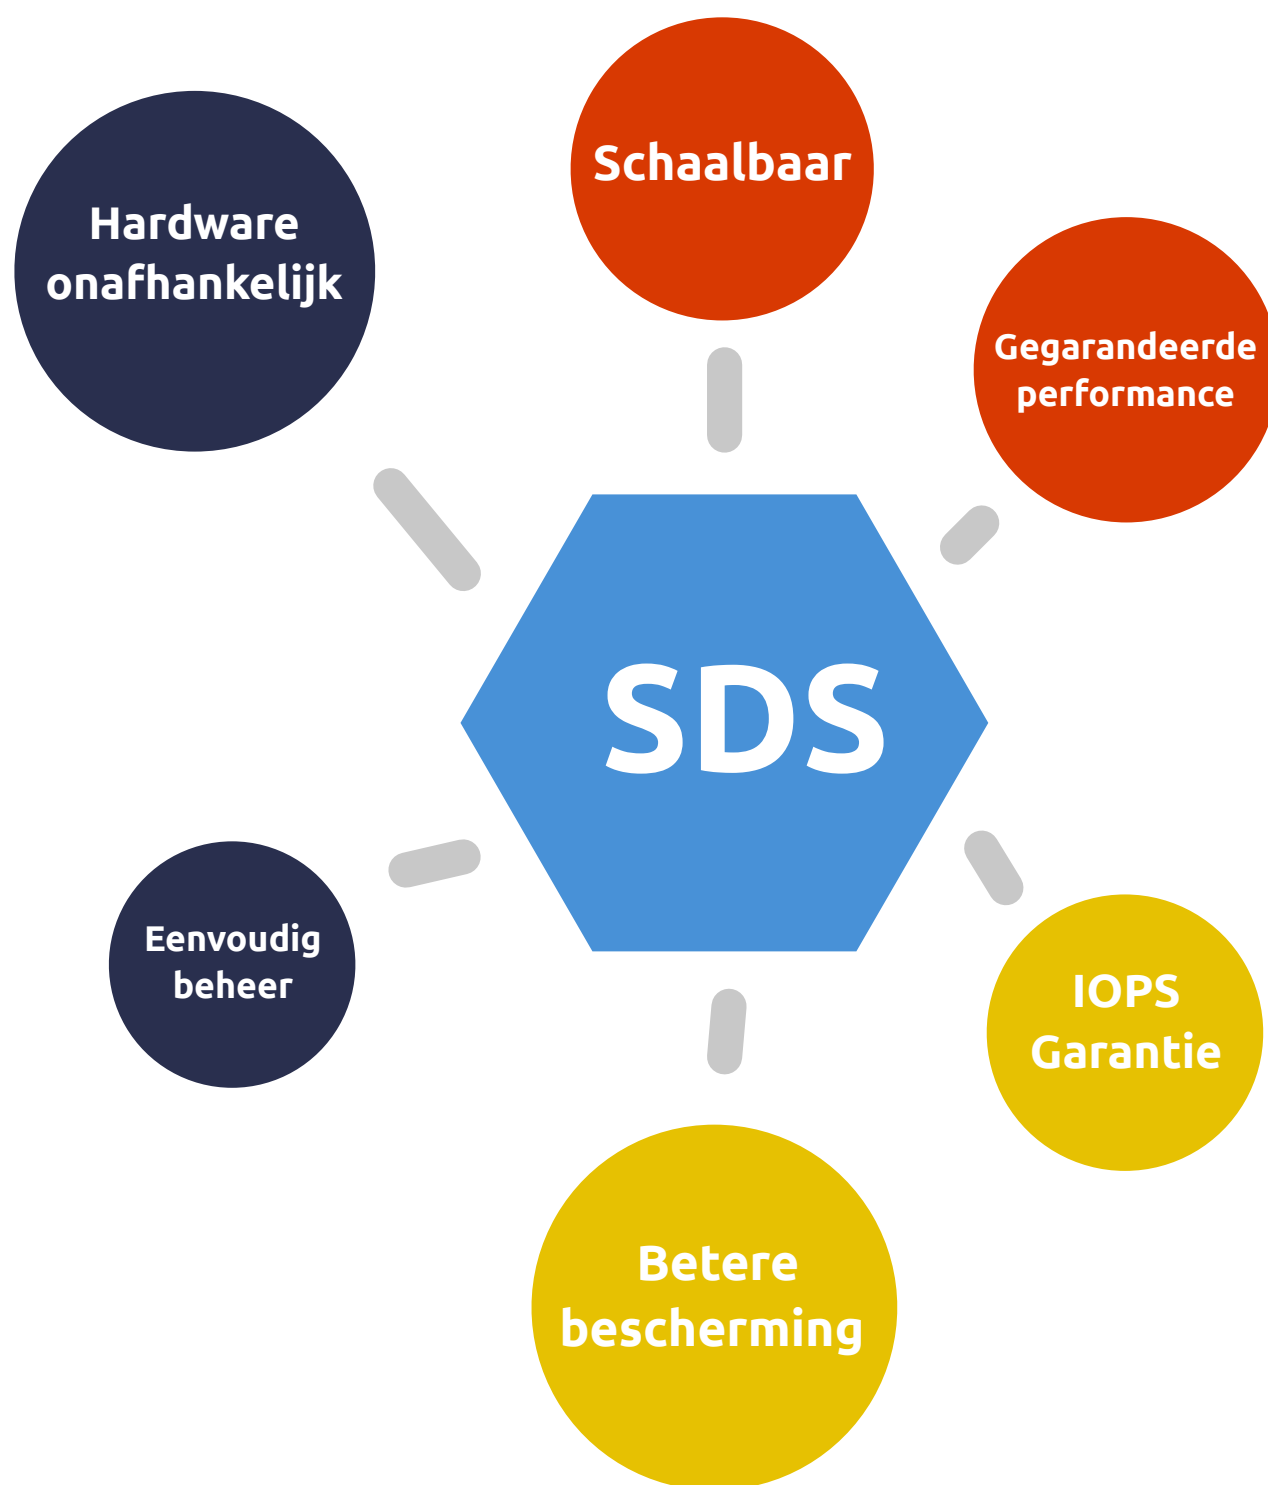 Schaalbaar
Hardware
onafhankelijk
Gegarandeerde
performance
SDS
Eenvoudig
beheer
IOPS
Garantie
Betere
bescherming